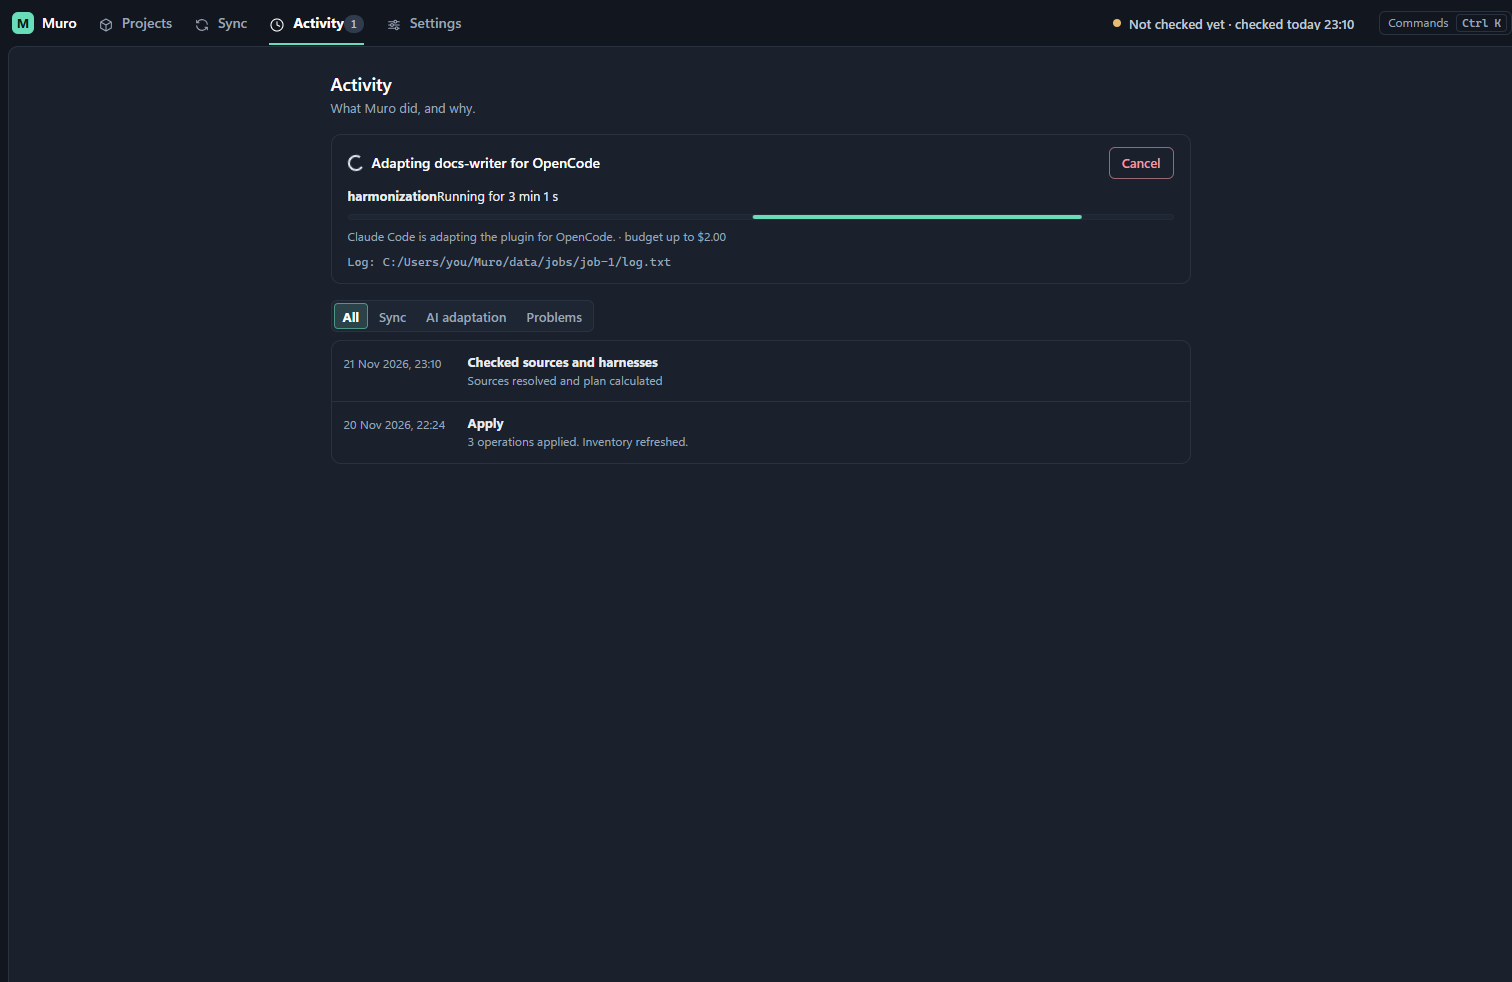 M Muro Projects Sync Activity 1 Settings Not checked yet · checked today 23:10 Commands Ctrl K
Activity
What Muro did, and why.
Adapting docs-writer for OpenCode Cancel
harmonizationRunning for 3 min 1 s
Claude Code is adapting the plugin for OpenCode. · budget up to $2.00
Log: C:/Users/you/Muro/data/jobs/job-1/log.txt
All Sync AI adaptation Problems
21 Nov 2026, 23:10 Checked sources and harnesses
Sources resolved and plan calculated
20 Nov 2026, 22:24 Apply
3 operations applied. Inventory refreshed.